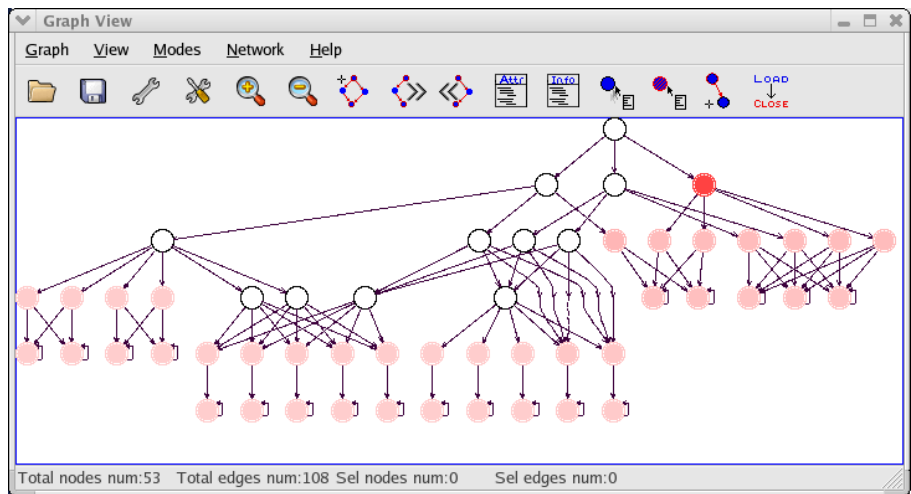 Graph View
Graph View Modes Network Help
Attr Info E E LOAD
CLOSE
Total nodes num:53 Total edges num:108 Sel nodes num:0 Sel edges num:0